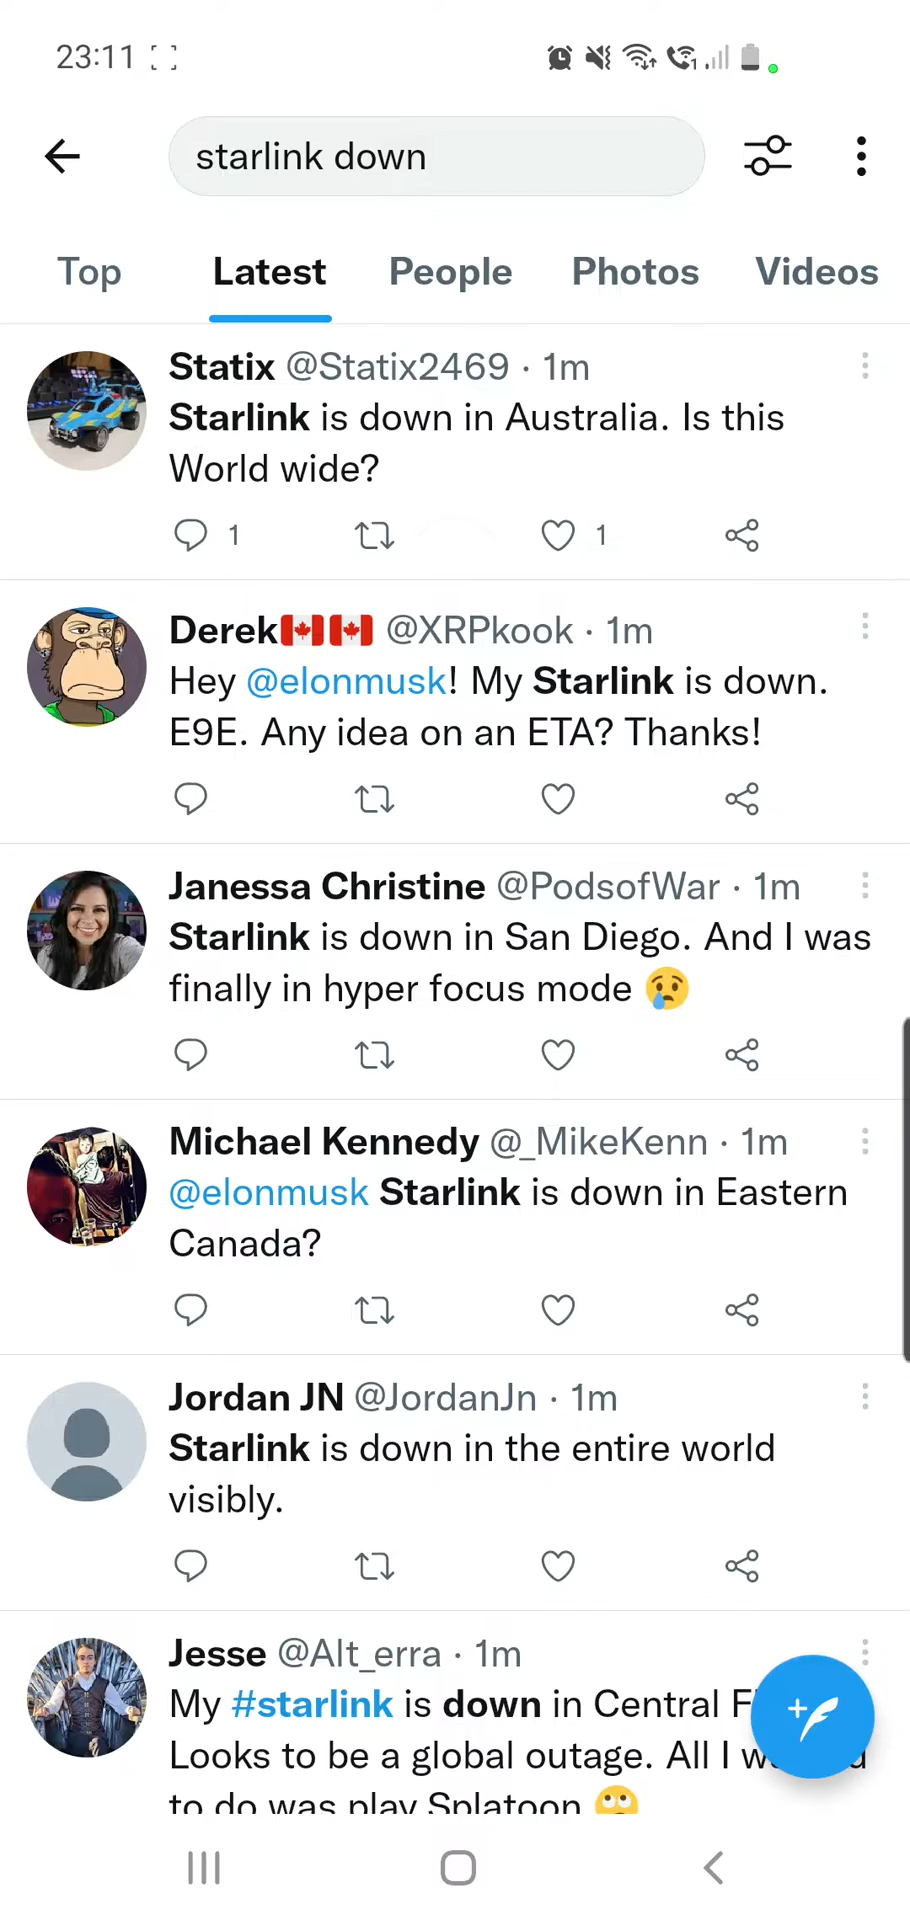 23:11
starlink down
Top Latest People Photos Videos
Statix @Statix2469 · 1m
Starlink is down in Australia. Is this
World wide?
1 1
Derek🇨🇦🇨🇦 @XRPkook · 1m
Hey @elonmusk! My Starlink is down.
E9E. Any idea on an ETA? Thanks!
Janessa Christine @PodsofWar · 1m
Starlink is down in San Diego. And I was
finally in hyper focus mode 😢
Michael Kennedy @_MikeKenn · 1m
@elonmusk Starlink is down in Eastern
Canada?
Jordan JN @JordanJn · 1m
Starlink is down in the entire world
visibly.
Jesse @Alt_erra · 1m
My #starlink is down in Central
Looks to be a global outage. All I
to do was play Splatoon 🙄